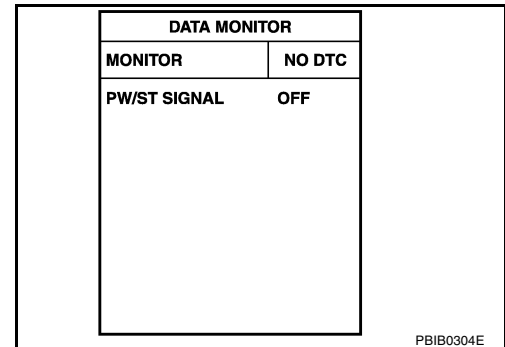 DATA MONITOR
MONITOR NO DTC
PW/ST SIGNAL OFF
PBIB0304E